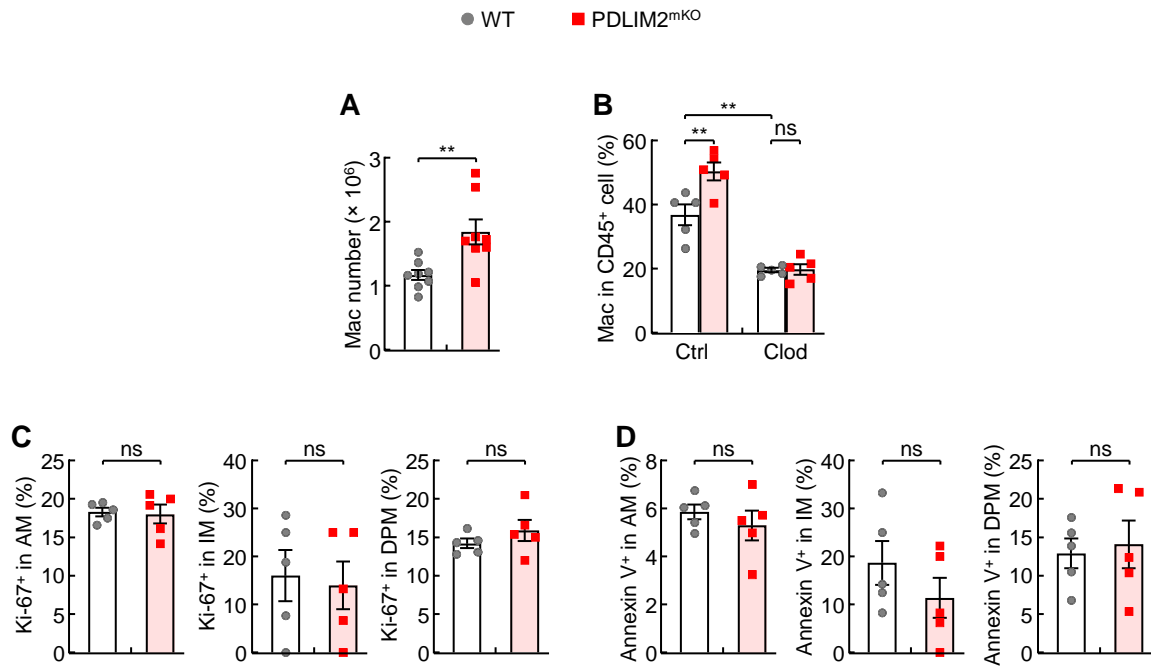 WT PDLIM2ᵐᴷᴼ
A
Mac number (× 10⁶)
3
2
1
0
**
B
Mac in CD45⁺ cell (%)
60
40
20
0
**
**
ns
Ctrl Clod
C
Ki-67⁺ in AM (%)
25
20
15
10
5
0
ns
Ki-67⁺ in IM (%)
40
30
20
10
0
ns
Ki-67⁺ in DPM (%)
25
20
15
10
5
0
ns
D
Annexin V⁺ in AM (%)
8
6
4
2
0
ns
Annexin V⁺ in IM (%)
40
30
20
10
0
ns
Annexin V⁺ in DPM (%)
25
20
15
10
5
0
ns